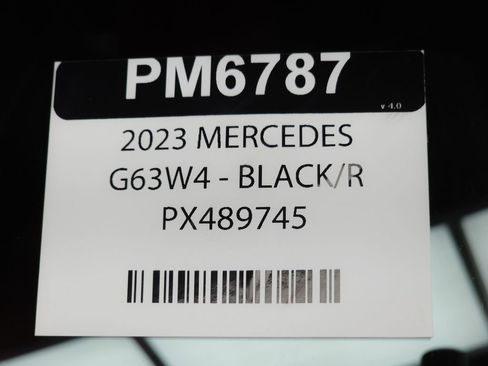 PM6787
v 4.0
2023 MERCEDES
G63W4 - BLACK/R
PX489745